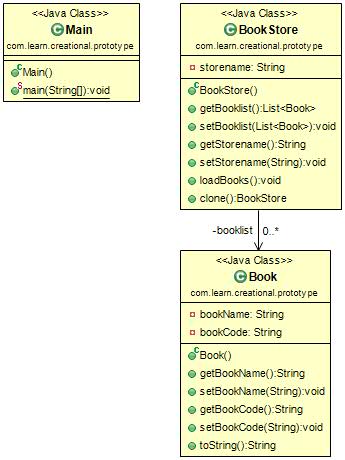 <<Java Class>>
Main
com.learn.creational.prototype
Main()
main(String[]):void
<<Java Class>>
BookStore
com.learn.creational.prototype
storename: String
BookStore()
getBooklist():List<Book>
setBooklist(List<Book>):void
getStorename():String
setStorename(String):void
loadBooks():void
clone():BookStore
-booklist 0..*
<<Java Class>>
Book
com.learn.creational.prototype
bookName: String
bookCode: String
Book()
getBookName():String
setBookName(String):void
getBookCode():String
setBookCode(String):void
toString():String